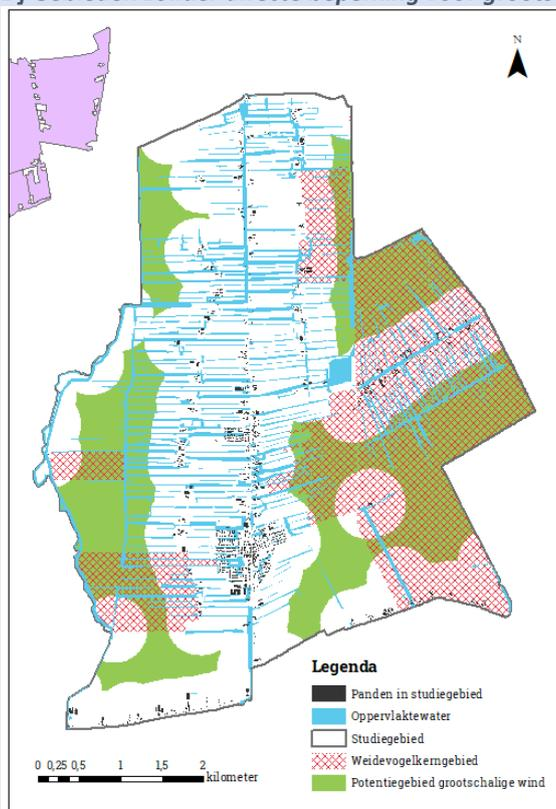 N
Legenda
Panden in studiegebied
Oppervlaktewater
Studiegebied
Weidevogelkerngebied
Potentiegebied grootschalige wind
0 0,25 0,5 1 1,5 2
kilometer